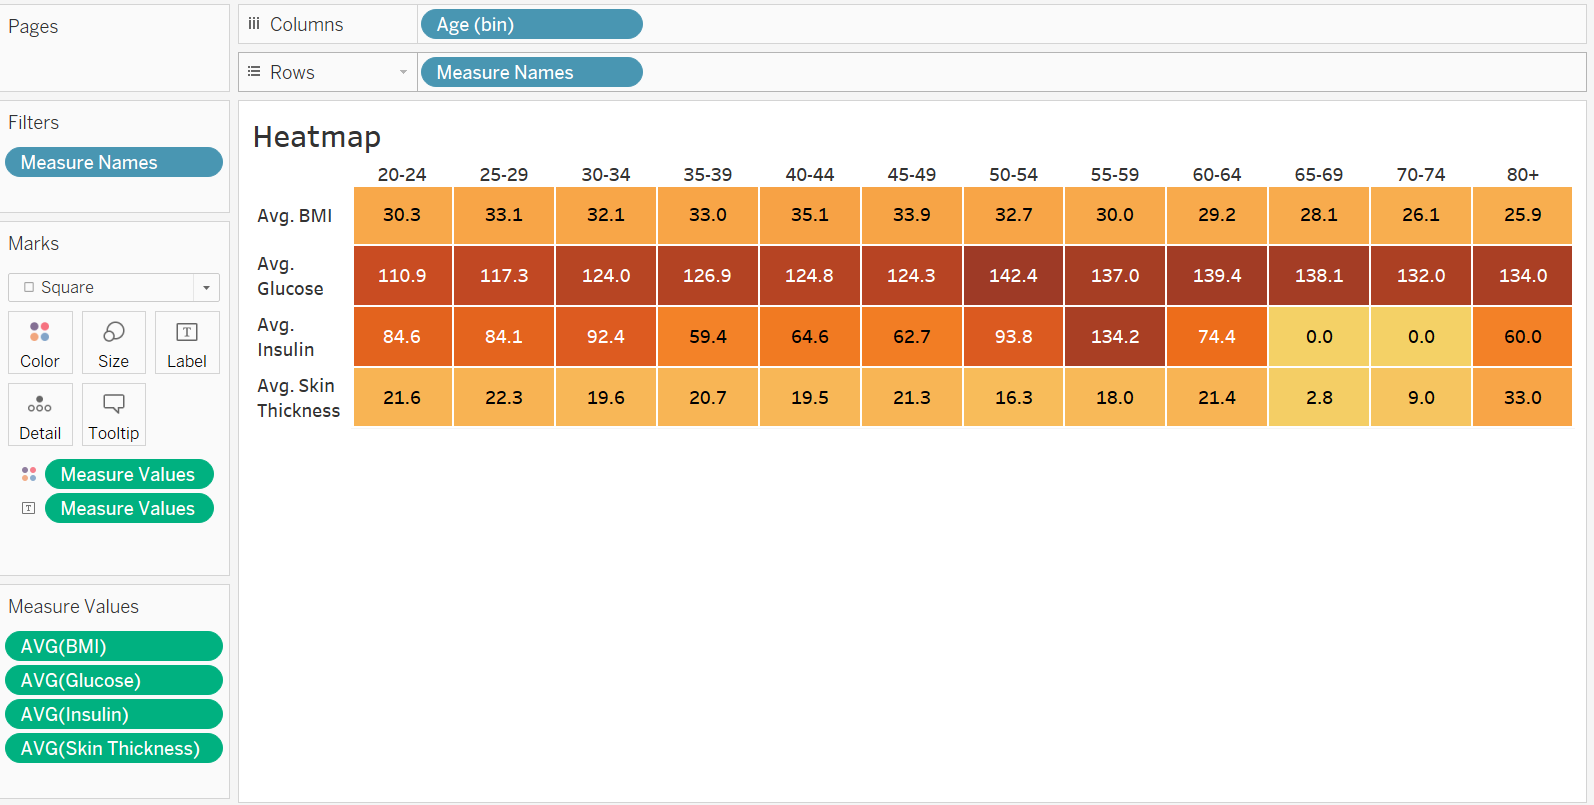 Pages
Columns
Age (bin)
Rows
Measure Names
Filters
Measure Names
Marks
Square
Color
Size
T
Label
Detail
Tooltip
Measure Values
T
Measure Values
Measure Values
AVG(BMI)
AVG(Glucose)
AVG(Insulin)
AVG(Skin Thickness)
Heatmap
20-24 25-29 30-34 35-39 40-44 45-49 50-54 55-59 60-64 65-69 70-74 80+
Avg. BMI 30.3 33.1 32.1 33.0 35.1 33.9 32.7 30.0 29.2 28.1 26.1 25.9
Avg.
Glucose 110.9 117.3 124.0 126.9 124.8 124.3 142.4 137.0 139.4 138.1 132.0 134.0
Avg.
Insulin 84.6 84.1 92.4 59.4 64.6 62.7 93.8 134.2 74.4 0.0 0.0 60.0
Avg. Skin
Thickness 21.6 22.3 19.6 20.7 19.5 21.3 16.3 18.0 21.4 2.8 9.0 33.0